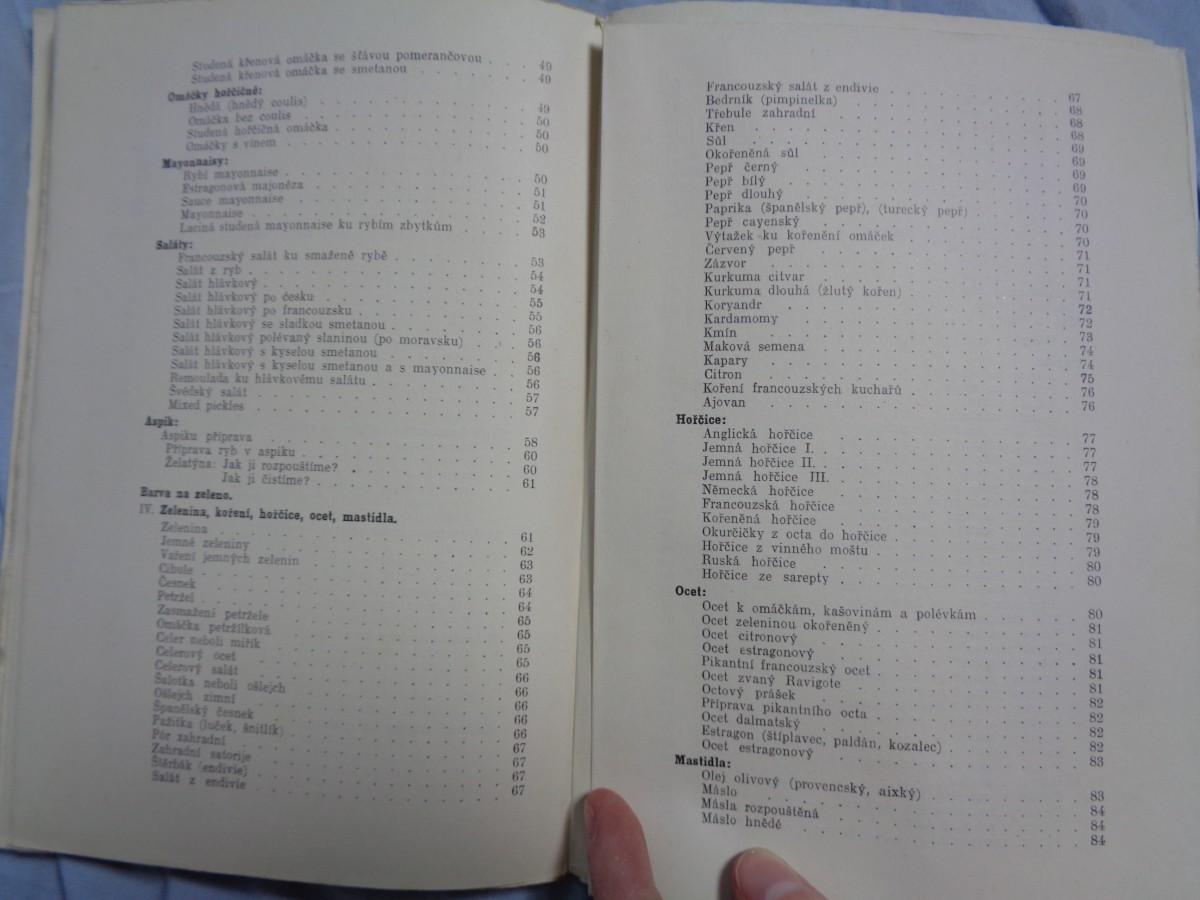 Studená křenová omáčka se šťávou pomerančovou . . . 49
Studená křenová omáčka se smetanou . . . . . . 49
Omáčky hořčičné:
Hnědá (hnědý coulis) . . . . . . . . . 49
Omáčka bez coulis . . . . . . . . . 50
Studená hořčičná omáčka . . . . . . . . 50
Omáčky s vínem . . . . . . . . . 50
Mayonnaisy:
Rybí mayonnaise . . . . . . . . . 50
Estragonová majonéza . . . . . . . . 51
Sauce mayonnaise . . . . . . . . . 51
Mayonnaise . . . . . . . . . . 52
Laciná studená mayonnaise ku rybím zbytkům . . . 53
Saláty:
Francouzský salát ku smaženě rybě . . . . . 53
Salát z ryb . . . . . . . . . . 54
Salát hlávkový . . . . . . . . . 54
Salát hlávkový po česku . . . . . . . 55
Salát hlávkový po francouzsku . . . . . . 55
Salát hlávkový se sladkou smetanou . . . . . 56
Salát hlávkový polévaný slaninou (po moravsku) . . . 56
Salát hlávkový s kyselou smetanou . . . . . 56
Salát hlávkový s kyselou smetanou a s mayonnaise . . 56
Remoulada ku hlávkovému salátu . . . . . . 56
Švédský salát . . . . . . . . . 57
Mixed pickles . . . . . . . . . 57
Aspik:
Aspiku příprava . . . . . . . . . 58
Příprava ryb v aspiku . . . . . . . . 60
Želatýna: Jak ji rozpouštíme? . . . . . . 60
Jak ji čistíme? . . . . . . . 61
Barva na zeleno.
IV. Zelenina, koření, hořčice, ocet, mastidla.
Zelenina . . . . . . . . . . 61
Jemné zeleniny . . . . . . . . . 62
Vaření jemných zelenin . . . . . . . 63
Cibule . . . . . . . . . . 63
Česnek . . . . . . . . . . 64
Petržel . . . . . . . . . . 64
Zasmažení petržele . . . . . . . . 65
Omáčka petržílková . . . . . . . . 65
Celer neboli miřík . . . . . . . . 65
Celerový ocet . . . . . . . . . 65
Celerový salát . . . . . . . . . 66
Šalotka neboli ošlejch . . . . . . . 66
Ošlejch zimní . . . . . . . . . 66
Španělský česnek . . . . . . . . 66
Pažitka (luček, šnitlík) . . . . . . . 66
Pór zahradní . . . . . . . . . 67
Zahradní satorije . . . . . . . . 67
Štěrbák (endivie) . . . . . . . . 67
Salát z endivie . . . . . . . . . 67
Francouzský salát z endivie . . . . . . . 67
Bedrník (pimpinelka) . . . . . . . . 68
Třebule zahradní . . . . . . . . . 68
Křen . . . . . . . . . . . 68
Sůl . . . . . . . . . . . 69
Okořeněná sůl . . . . . . . . . 69
Pepř černý . . . . . . . . . . 69
Pepř bílý . . . . . . . . . . 69
Pepř dlouhý . . . . . . . . . . 70
Paprika (španělský pepř), (turecký pepř) . . . . 70
Pepř cayenský . . . . . . . . . 70
Výtažek ku kořenění omáček . . . . . . 70
Červený pepř . . . . . . . . . 71
Zázvor . . . . . . . . . . 71
Kurkuma citvar . . . . . . . . . 71
Kurkuma dlouhá (žlutý kořen) . . . . . . 71
Koryandr . . . . . . . . . . 72
Kardamomy . . . . . . . . . . 72
Kmín . . . . . . . . . . . 73
Maková semena . . . . . . . . . 74
Kapary . . . . . . . . . . 74
Citron . . . . . . . . . . 75
Koření francouzských kuchařů . . . . . . 76
Ajovan . . . . . . . . . . 76
Hořčice:
Anglická hořčice . . . . . . . . . 77
Jemná hořčice I. . . . . . . . . . 77
Jemná hořčice II. . . . . . . . . . 77
Jemná hořčice III. . . . . . . . . 78
Německá hořčice . . . . . . . . . 78
Francouzská hořčice . . . . . . . . 78
Kořeněná hořčice . . . . . . . . . 79
Okurčičky z octa do hořčice . . . . . . 79
Hořčice z vinného moštu . . . . . . . 79
Ruská hořčice . . . . . . . . . 80
Hořčice ze sarepty . . . . . . . . 80
Ocet:
Ocet k omáčkám, kašovinám a polévkám . . . . 80
Ocet zeleninou okořeněný . . . . . . . 81
Ocet citronový . . . . . . . . . 81
Ocet estragonový . . . . . . . . . 81
Pikantní francouzský ocet . . . . . . . 81
Ocet zvaný Ravigote . . . . . . . . 81
Octový prášek . . . . . . . . . 82
Příprava pikantního octa . . . . . . . 82
Ocet dalmatský . . . . . . . . . 82
Estragon (štíplavec, paldán, kozalec) . . . . . 82
Ocet estragonový . . . . . . . . . 83
Mastidla:
Olej olivový (provencský, aixký) . . . . . 83
Máslo . . . . . . . . . . . 84
Másla rozpouštěná . . . . . . . . 84
Máslo hnědé . . . . . . . . . . 84